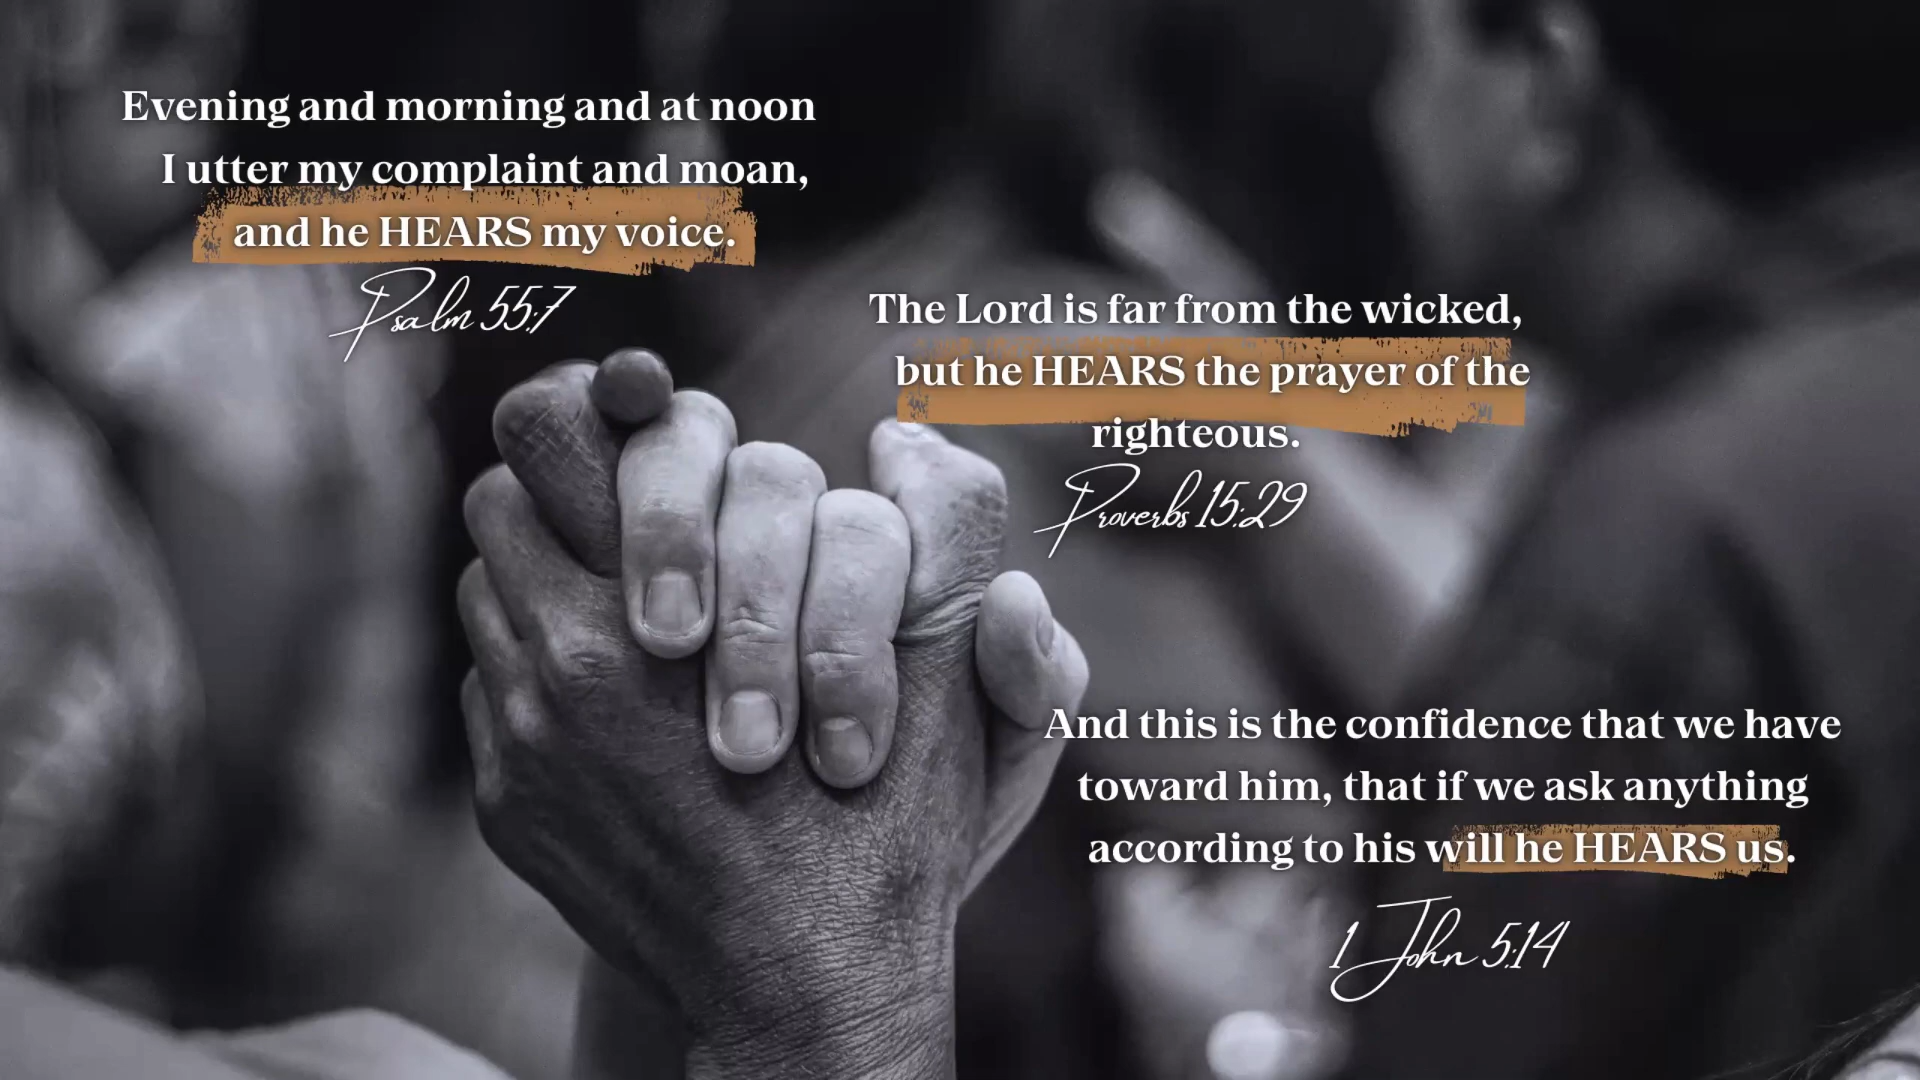 Evening and morning and at noon
I utter my complaint and moan,
and he HEARS my voice.
Psalm 55:7
The Lord is far from the wicked,
but he HEARS the prayer of the
righteous.
Proverbs 15:29
And this is the confidence that we have
toward him, that if we ask anything
according to his will he HEARS us.
1 John 5:14